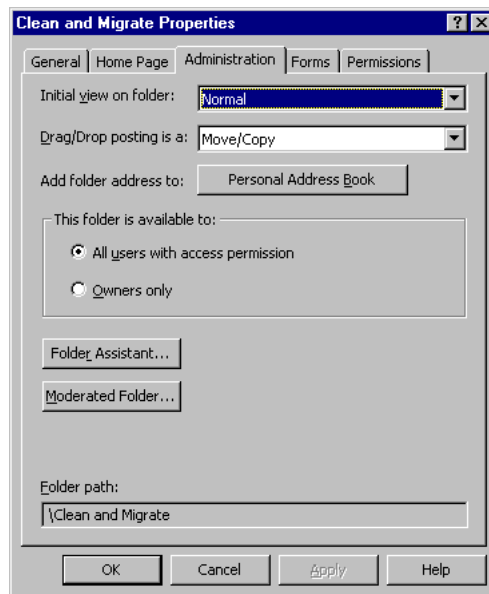 Clean and Migrate Properties
General Home Page Administration Forms Permissions
Initial view on folder: Normal
Drag/Drop posting is a: Move/Copy
Add folder address to: Personal Address Book
This folder is available to:
All users with access permission
Owners only
Folder Assistant...
Moderated Folder...
Folder path:
\Clean and Migrate
OK Cancel Apply Help